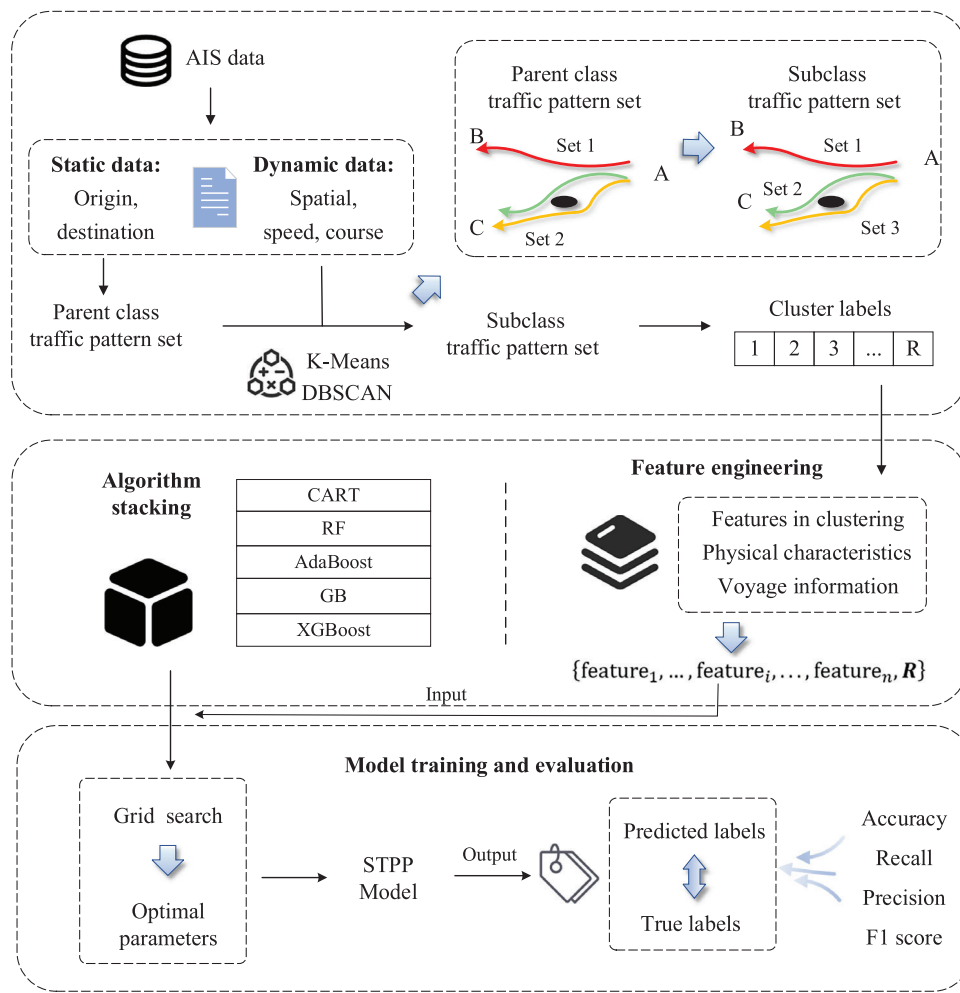 AIS data
Static data:
Origin,
destination
Dynamic data:
Spatial,
speed, course
Parent class
traffic pattern set
B
Set 1
A
C
Set 2
Subclass
traffic pattern set
B
Set 1
A
Set 2
C
Set 3
Parent class
traffic pattern set
K-Means
DBSCAN
Subclass
traffic pattern set
Cluster labels
1 2 3 ... R
Algorithm
stacking
CART
RF
AdaBoost
GB
XGBoost
Feature engineering
Features in clustering
Physical characteristics
Voyage information
{feature₁, ..., feature𝑖, ..., feature𝑛, R}
Input
Model training and evaluation
Grid search
Optimal
parameters
STPP
Model
Output
Predicted labels
True labels
Accuracy
Recall
Precision
F1 score